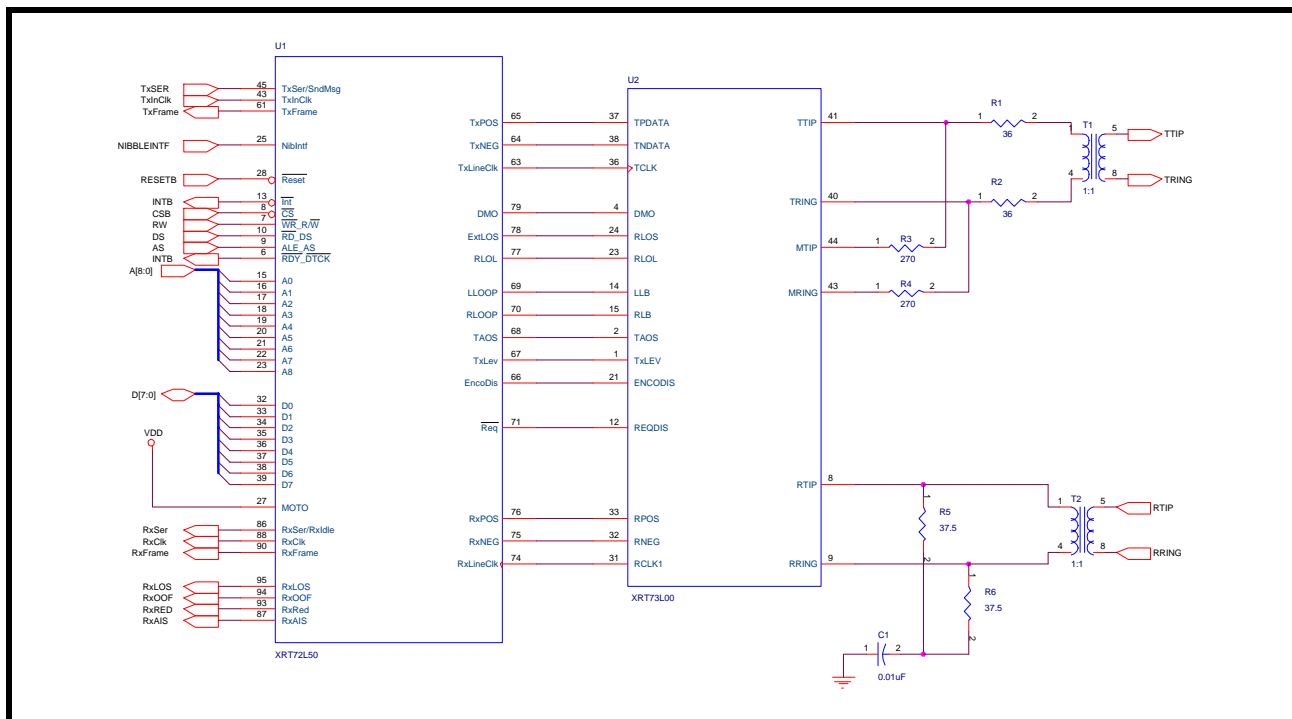 U1
TxSER 45 TxSer/SndMsg
TxInClk 43 TxInClk
TxFrame 61 TxFrame
NIBBLEINTF 25 NibIntf
RESETB 28 Reset
INTB 13 Int
CSB 8 CS
RW 7 WR_R/W
DS 10 RD_DS
AS 9 ALE_AS
INTB 6 RDY_DTCK
A[8:0]
15 A0
16 A1
17 A2
18 A3
19 A4
20 A5
21 A6
22 A7
23 A8
D[7:0]
32 D0
33 D1
34 D2
35 D3
36 D4
37 D5
38 D6
39 D7
VDD
27 MOTO
RxSer 86 RxSer/RxIdle
RxClk 88 RxClk
RxFrame 90 RxFrame
RxLOS 95 RxLOS
RxOOF 94 RxOOF
RxRED 93 RxRed
RxAIS 87 RxAIS
XRT72L50
U2
TxPOS 65 37 TPDATA
TxNEG 64 38 TNDATA
TxLineClk 63 36 TCLK
DMO 79 4 DMO
ExtLOS 78 24 RLOS
RLOL 77 23 RLOL
LLOOP 69 14 LLB
RLOOP 70 15 RLB
TAOS 68 2 TAOS
TxLev 67 1 TxLEV
EncoDis 66 21 ENCODIS
Req 71 12 REQDIS
RxPOS 76 33 RPOS
RxNEG 75 32 RNEG
RxLineClk 74 31 RCLK1
XRT73L00
TTIP 41
1 R1 2
36
TRING 40
1 R2 2
36
MTIP 44
1 R3 2
270
MRING 43
1 R4 2
270
1 T1 5 TTIP
4 8 TRING
1:1
RTIP 8
1
R5
37.5
2
RRING 9
1
R6
37.5
2
1 T2 5 RTIP
4 8 RRING
1:1
C1
1 2
0.01uF